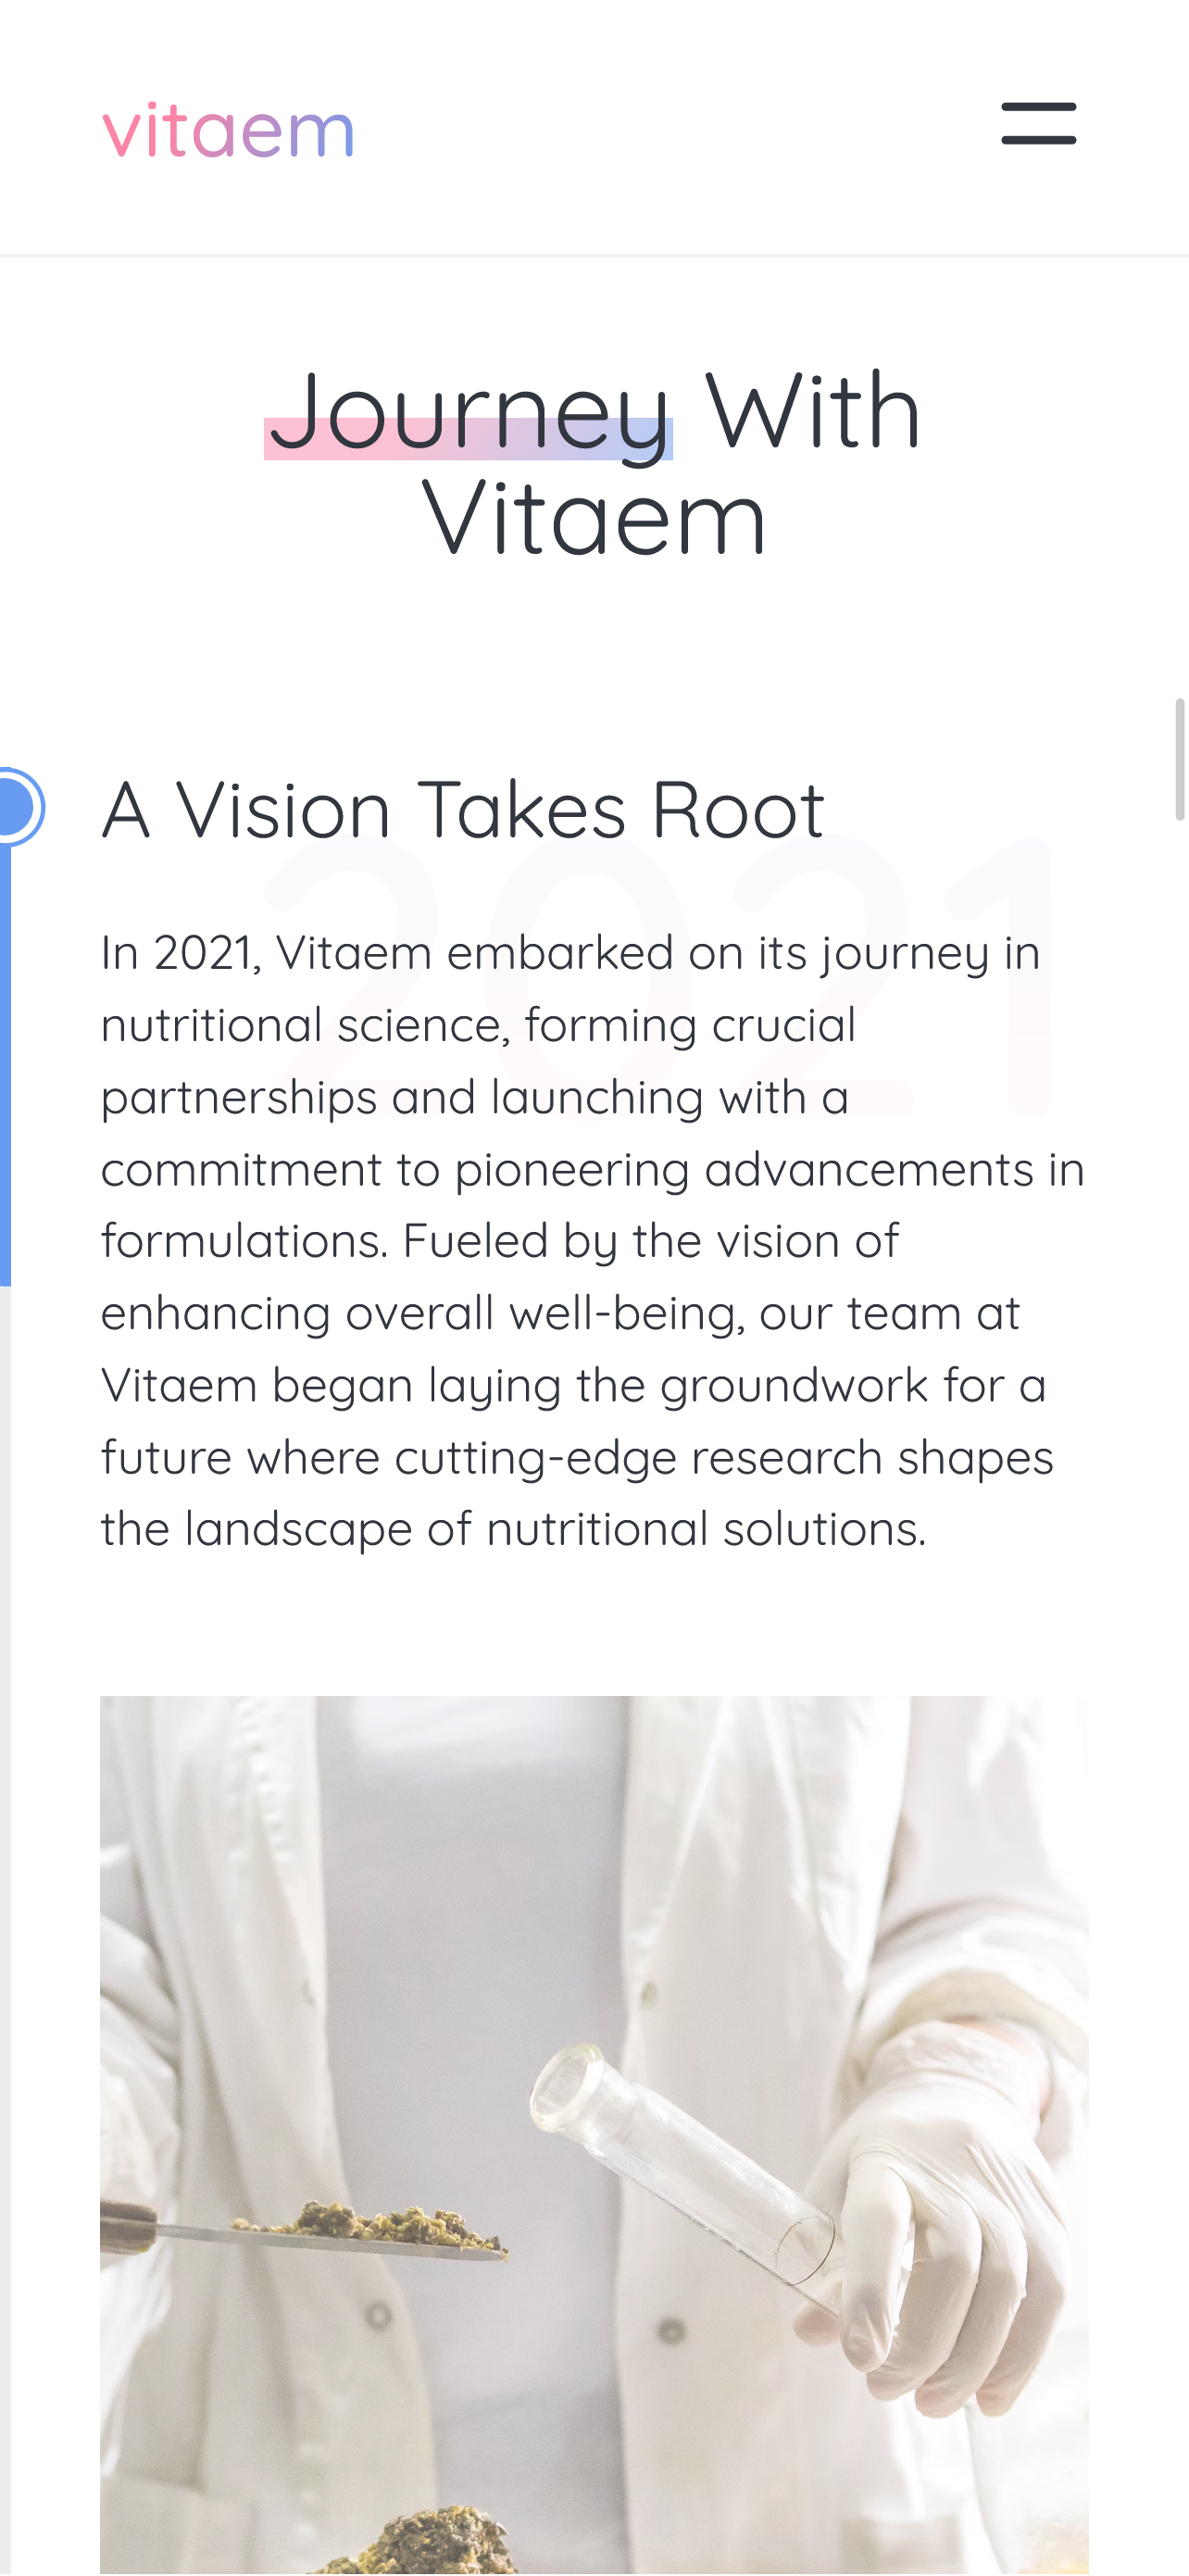 vitaem
Journey With
Vitaem
A Vision Takes Root
2021
In 2021, Vitaem embarked on its journey in
nutritional science, forming crucial
partnerships and launching with a
commitment to pioneering advancements in
formulations. Fueled by the vision of
enhancing overall well-being, our team at
Vitaem began laying the groundwork for a
future where cutting-edge research shapes
the landscape of nutritional solutions.